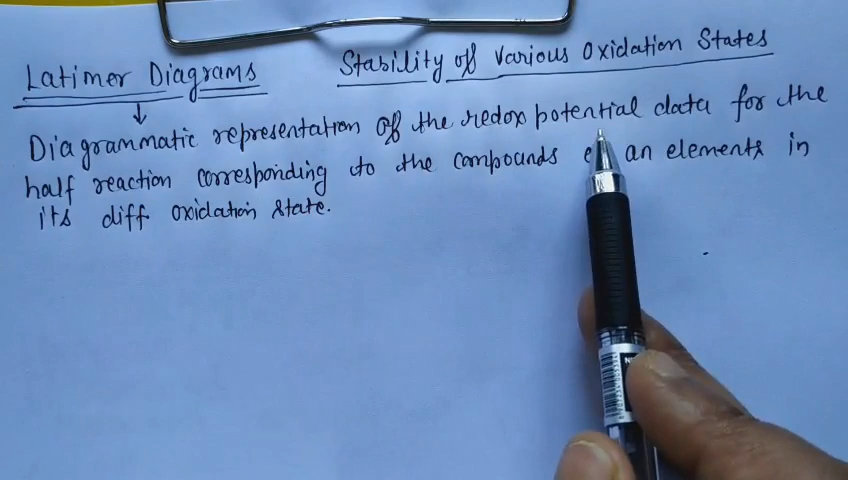 Latimer Diagrams
Stability of Various Oxidation States
Diagrammatic representation of the redox potential data for the
half reaction corresponding to the compounds an elements in
its diff. oxidation state.